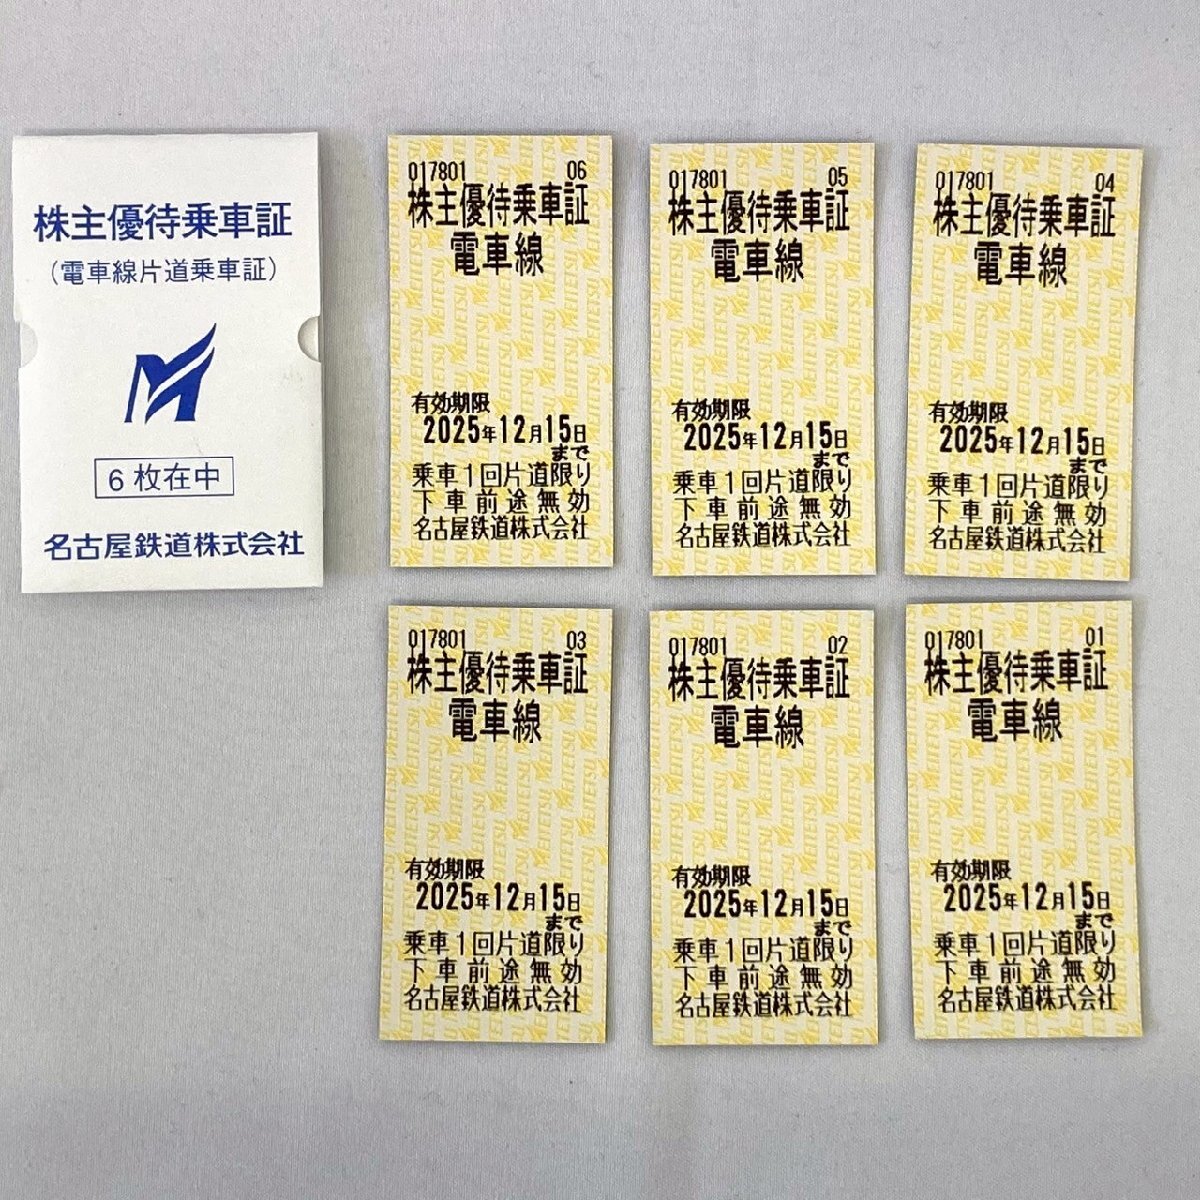 株主優待乗車証
(電車線片道乗車証)
6枚在中
名古屋鉄道株式会社
017801 06
株主優待乗車証
電車線
有効期限
2025年12月15日
まで
乗車1回片道限り
下車前途無効
名古屋鉄道株式会社
017801 05
株主優待乗車証
電車線
有効期限
2025年12月15日
まで
乗車1回片道限り
下車前途無効
名古屋鉄道株式会社
017801 04
株主優待乗車証
電車線
有効期限
2025年12月15日
まで
乗車1回片道限り
下車前途無効
名古屋鉄道株式会社
017801 03
株主優待乗車証
電車線
有効期限
2025年12月15日
まで
乗車1回片道限り
下車前途無効
名古屋鉄道株式会社
017801 02
株主優待乗車証
電車線
有効期限
2025年12月15日
まで
乗車1回片道限り
下車前途無効
名古屋鉄道株式会社
017801 01
株主優待乗車証
電車線
有効期限
2025年12月15日
まで
乗車1回片道限り
下車前途無効
名古屋鉄道株式会社